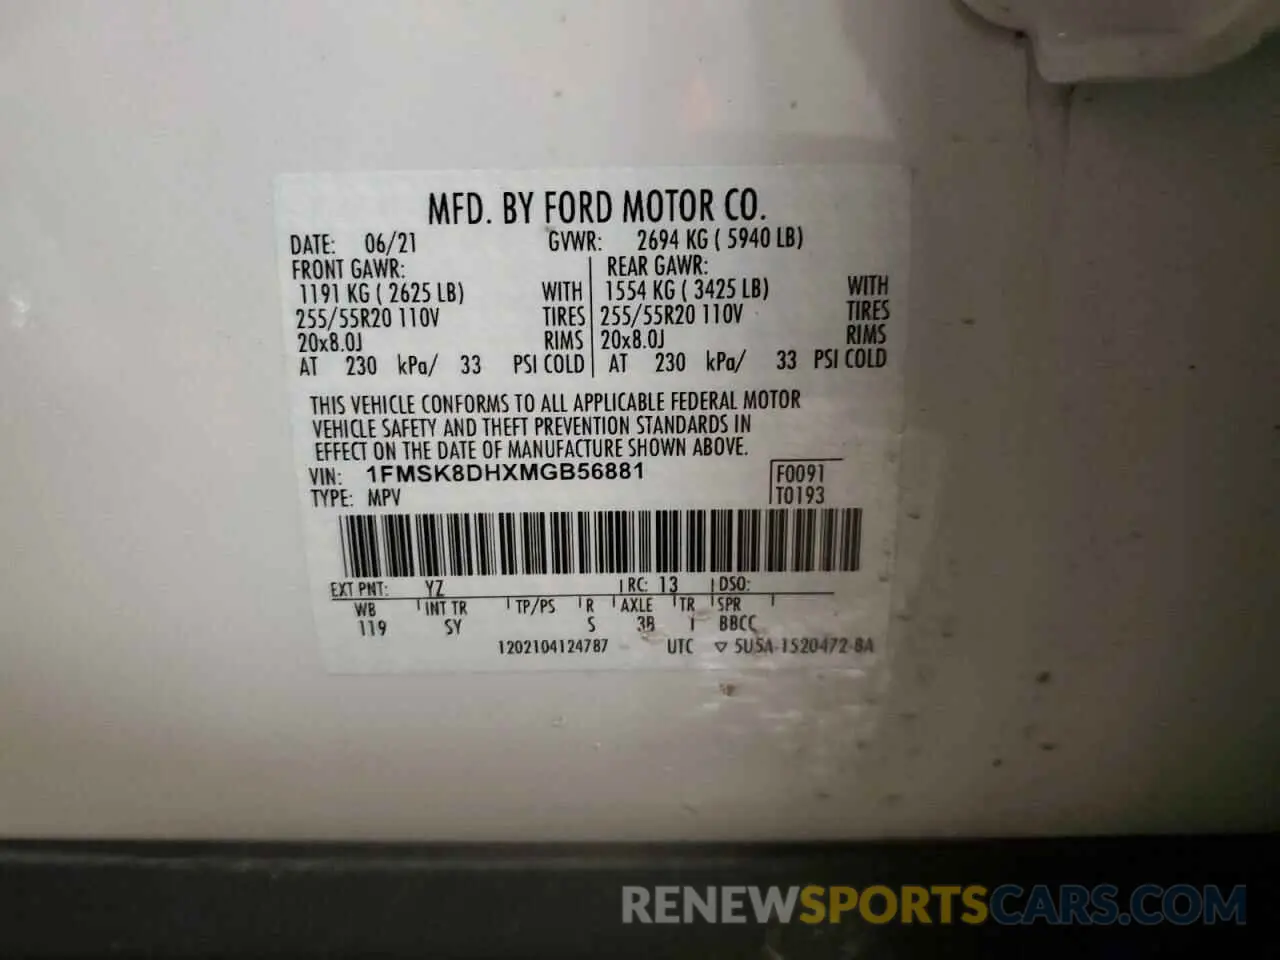 MFD. BY FORD MOTOR CO.
DATE: 06/21 GVWR: 2694 KG ( 5940 LB)
FRONT GAWR: REAR GAWR:
1191 KG ( 2625 LB) WITH 1554 KG ( 3425 LB) WITH
255/55R20 110V TIRES 255/55R20 110V TIRES
20x8.0J RIMS 20x8.0J RIMS
AT 230 kPa/ 33 PSI COLD AT 230 kPa/ 33 PSI COLD
THIS VEHICLE CONFORMS TO ALL APPLICABLE FEDERAL MOTOR
VEHICLE SAFETY AND THEFT PREVENTION STANDARDS IN
EFFECT ON THE DATE OF MANUFACTURE SHOWN ABOVE.
VIN: 1FMSK8DHXMGB56881 F0091
TYPE: MPV T0193
EXT PNT: YZ RC: 13 DSO:
WB INT TR TP/PS R AXLE TR SPR
119 SY S 3B I BBCC
1202104124787 UTC ▽ 5U5A-1520472-BA
RENEWSPORTSCARS.COM